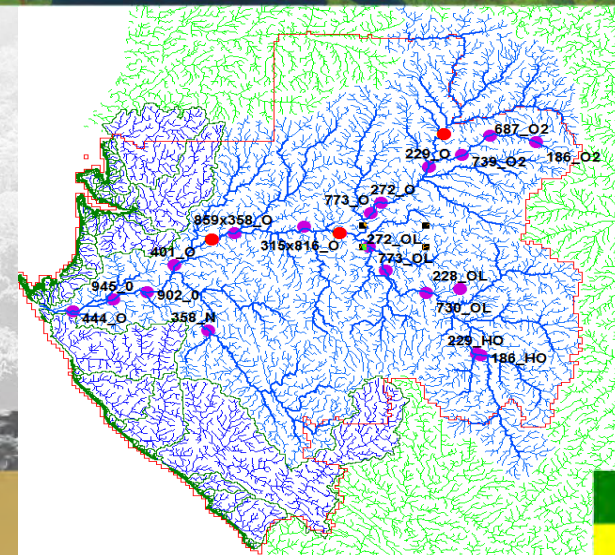 687_O2
186_O2
229_O
739_O2
272_O
773_O
859x358_O
315x816_O
272_OL
401_O
773_OL
945_0
902_0
228_OL
730_OL
444_O
358_N
229_HO
186_HO